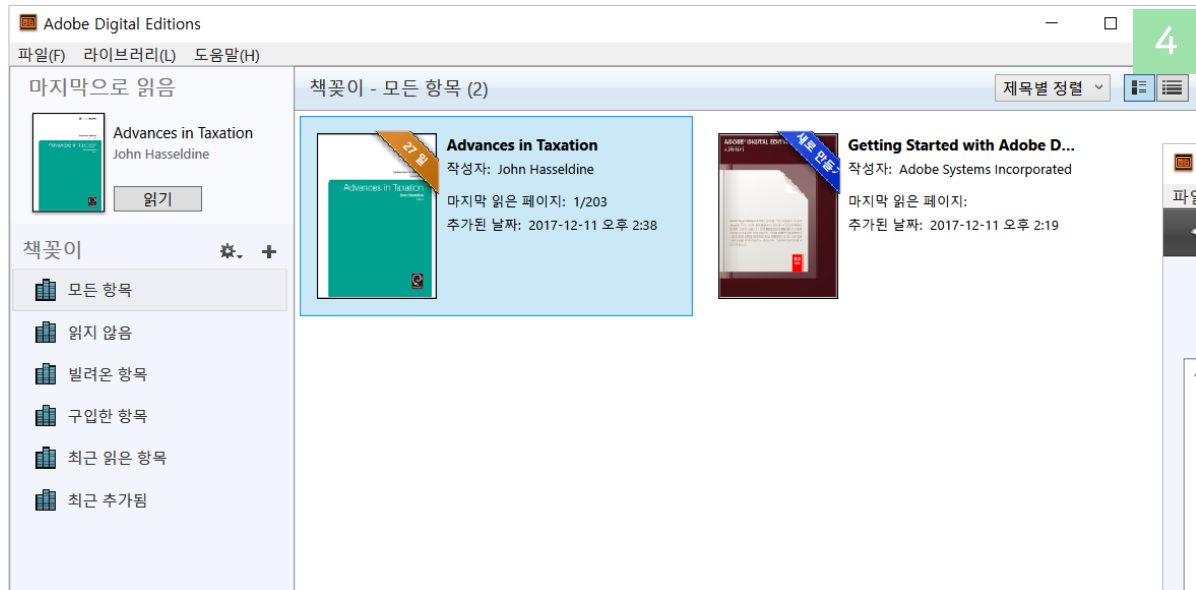 Adobe Digital Editions
4
파일(F) 라이브러리(L) 도움말(H)
마지막으로 읽음
Advances in Taxation
John Hasseldine
읽기
책꽂이
모든 항목
읽지 않음
빌려온 항목
구입한 항목
최근 읽은 항목
최근 추가됨
책꽂이 - 모든 항목 (2)
제목별 정렬
27 일
Advances in Taxation
Advances in Taxation
작성자: John Hasseldine
마지막 읽은 페이지: 1/203
추가된 날짜: 2017-12-11 오후 2:38
새로 만들
Getting Started with Adobe D...
작성자: Adobe Systems Incorporated
마지막 읽은 페이지:
추가된 날짜: 2017-12-11 오후 2:19